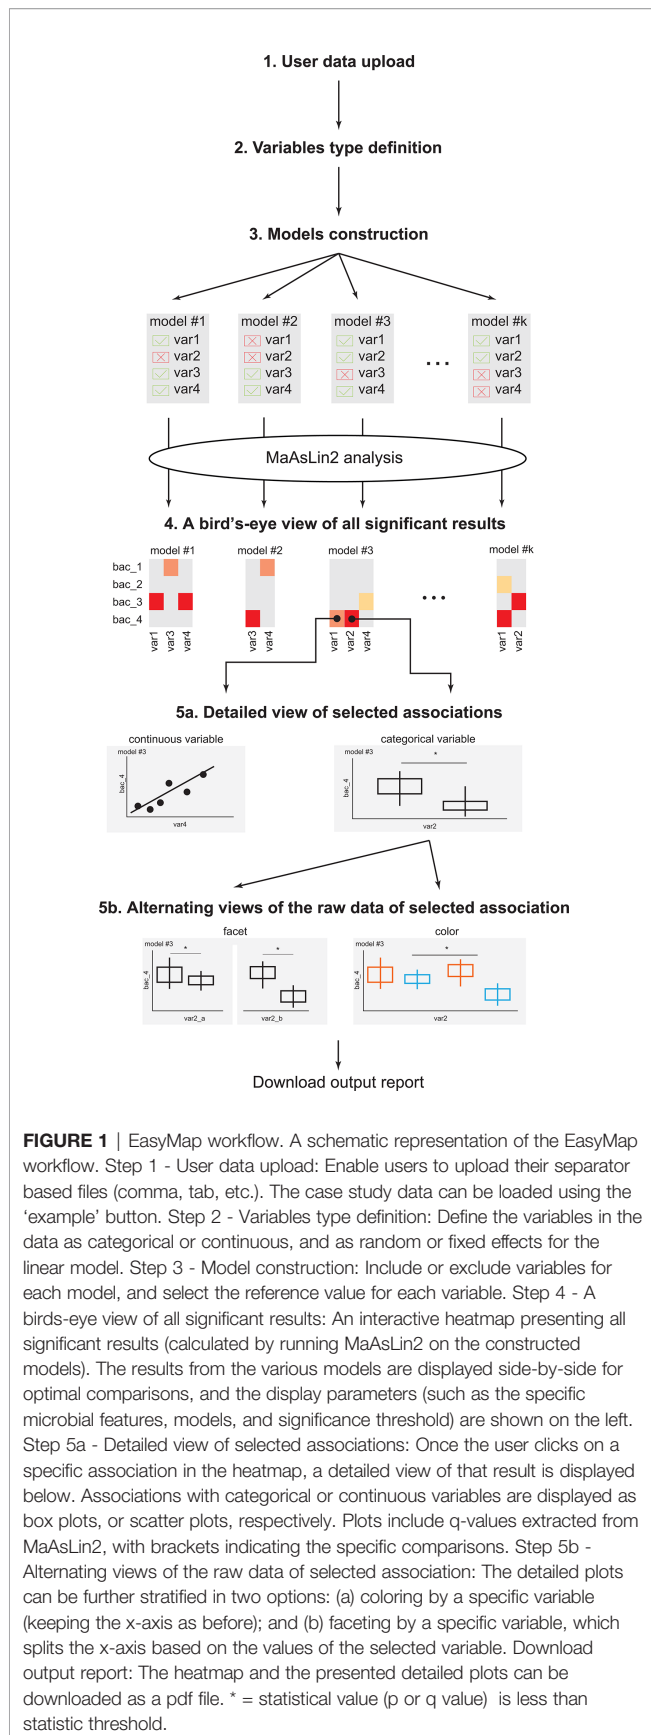 1. User data upload
2. Variables type definition
3. Models construction
model #1
var1
var2
var3
var4
model #2
var1
var2
var3
var4
model #3
var1
var2
var3
var4
...
model #k
var1
var2
var3
var4
MaAsLin2 analysis
4. A bird's-eye view of all significant results
model #1
model #2
model #3
model #k
bac_1
bac_2
bac_3
bac_4
...
var1
var3
var4
var3
var4
var1
var2
var4
var1
var2
5a. Detailed view of selected associations
continuous variable
model #3
bac_4
var4
categorical variable
model #3
*
bac_4
var2
5b. Alternating views of the raw data of selected association
facet
model #3
*
*
bac_4
var2_a
var2_b
color
model #3
*
bac_4
var2
Download output report
FIGURE 1 | EasyMap workflow. A schematic representation of the EasyMap
workflow. Step 1 - User data upload: Enable users to upload their separator
based files (comma, tab, etc.). The case study data can be loaded using the
‘example’ button. Step 2 - Variables type definition: Define the variables in the
data as categorical or continuous, and as random or fixed effects for the
linear model. Step 3 - Model construction: Include or exclude variables for
each model, and select the reference value for each variable. Step 4 - A
birds-eye view of all significant results: An interactive heatmap presenting all
significant results (calculated by running MaAsLin2 on the constructed
models). The results from the various models are displayed side-by-side for
optimal comparisons, and the display parameters (such as the specific
microbial features, models, and significance threshold) are shown on the left.
Step 5a - Detailed view of selected associations: Once the user clicks on a
specific association in the heatmap, a detailed view of that result is displayed
below. Associations with categorical or continuous variables are displayed as
box plots, or scatter plots, respectively. Plots include q-values extracted from
MaAsLin2, with brackets indicating the specific comparisons. Step 5b -
Alternating views of the raw data of selected association: The detailed plots
can be further stratified in two options: (a) coloring by a specific variable
(keeping the x-axis as before); and (b) faceting by a specific variable, which
splits the x-axis based on the values of the selected variable. Download
output report: The heatmap and the presented detailed plots can be
downloaded as a pdf file. * = statistical value (p or q value) is less than
statistic threshold.